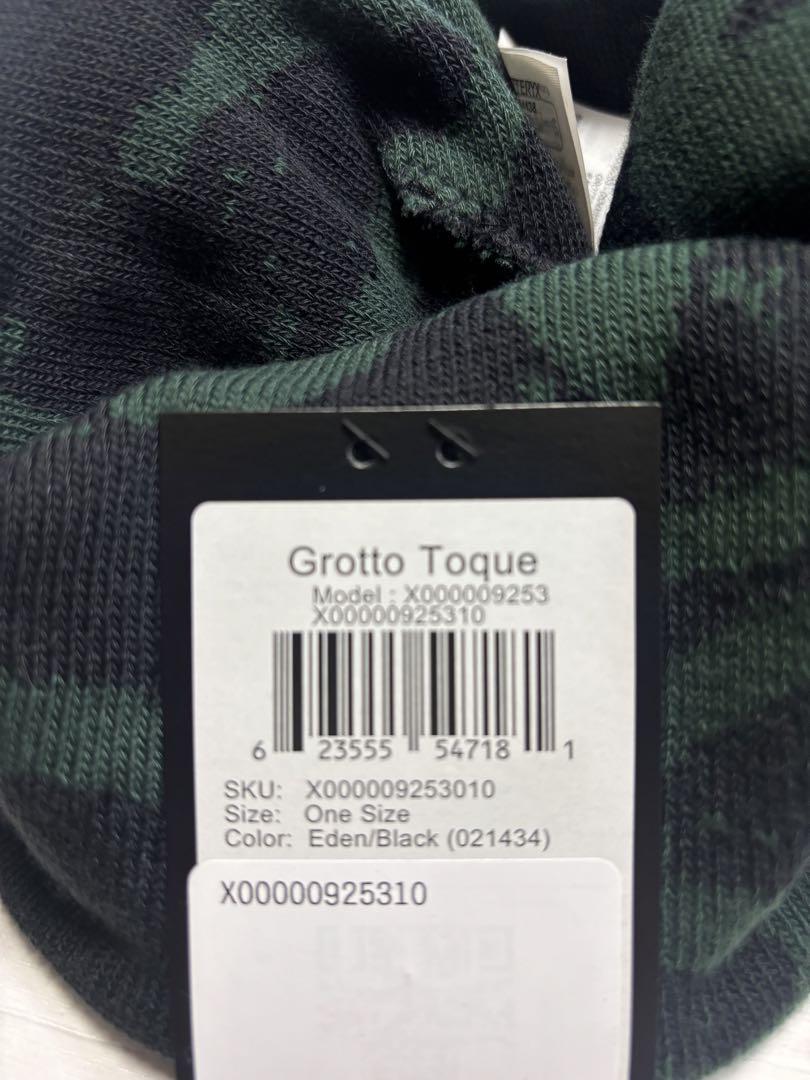 TERYX
Grotto Toque
Model : X000009253
X00000925310
6 23555 54718 1
SKU: X000009253010
Size: One Size
Color: Eden/Black (021434)
X00000925310